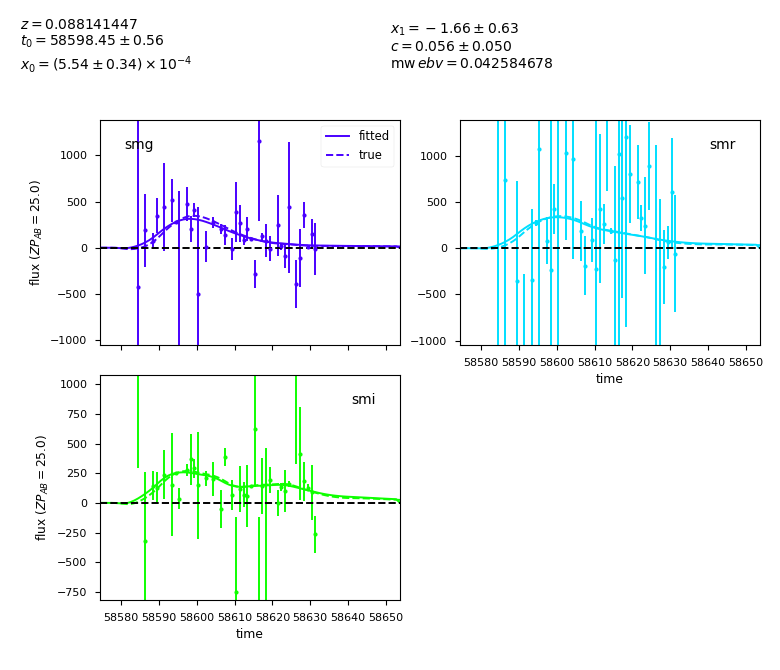 z = 0.088141447
t₀ = 58598.45 ± 0.56
x₀ = (5.54 ± 0.34) × 10⁻⁴
x₁ = −1.66 ± 0.63
c = 0.056 ± 0.050
mw ebv = 0.042584678
smg
fitted
true
1000
500
0
−500
−1000
flux (ZP_AB = 25.0)
smr
1000
500
0
−500
−1000
58580 58590 58600 58610 58620 58630 58640 58650
time
smi
1000
750
500
250
0
−250
−500
−750
flux (ZP_AB = 25.0)
58580 58590 58600 58610 58620 58630 58640 58650
time